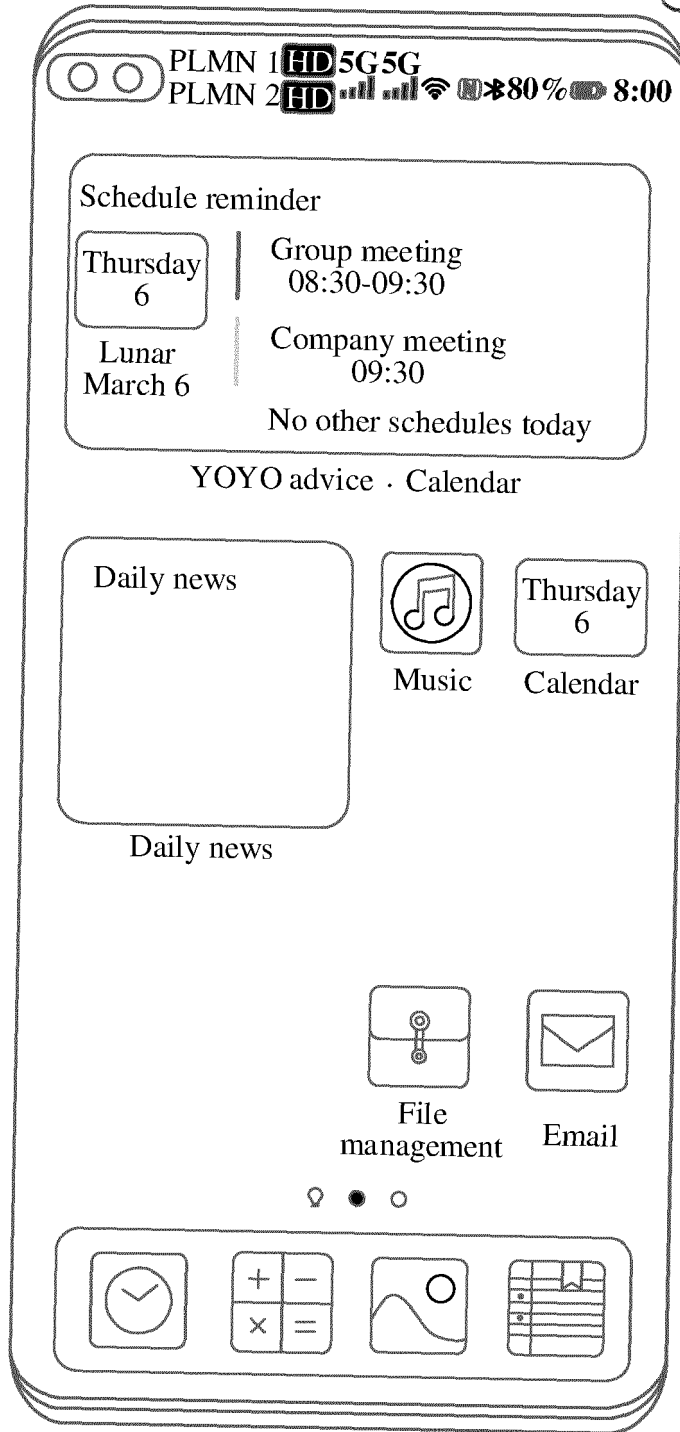 PLMN 1 HD 5G 5G
PLMN 2 HD N 80% 8:00
Schedule reminder
Thursday
6
Lunar
March 6
Group meeting
08:30-09:30
Company meeting
09:30
No other schedules today
YOYO advice · Calendar
Daily news
Daily news
Music
Thursday
6
Calendar
File
management
Email
+ −
× =